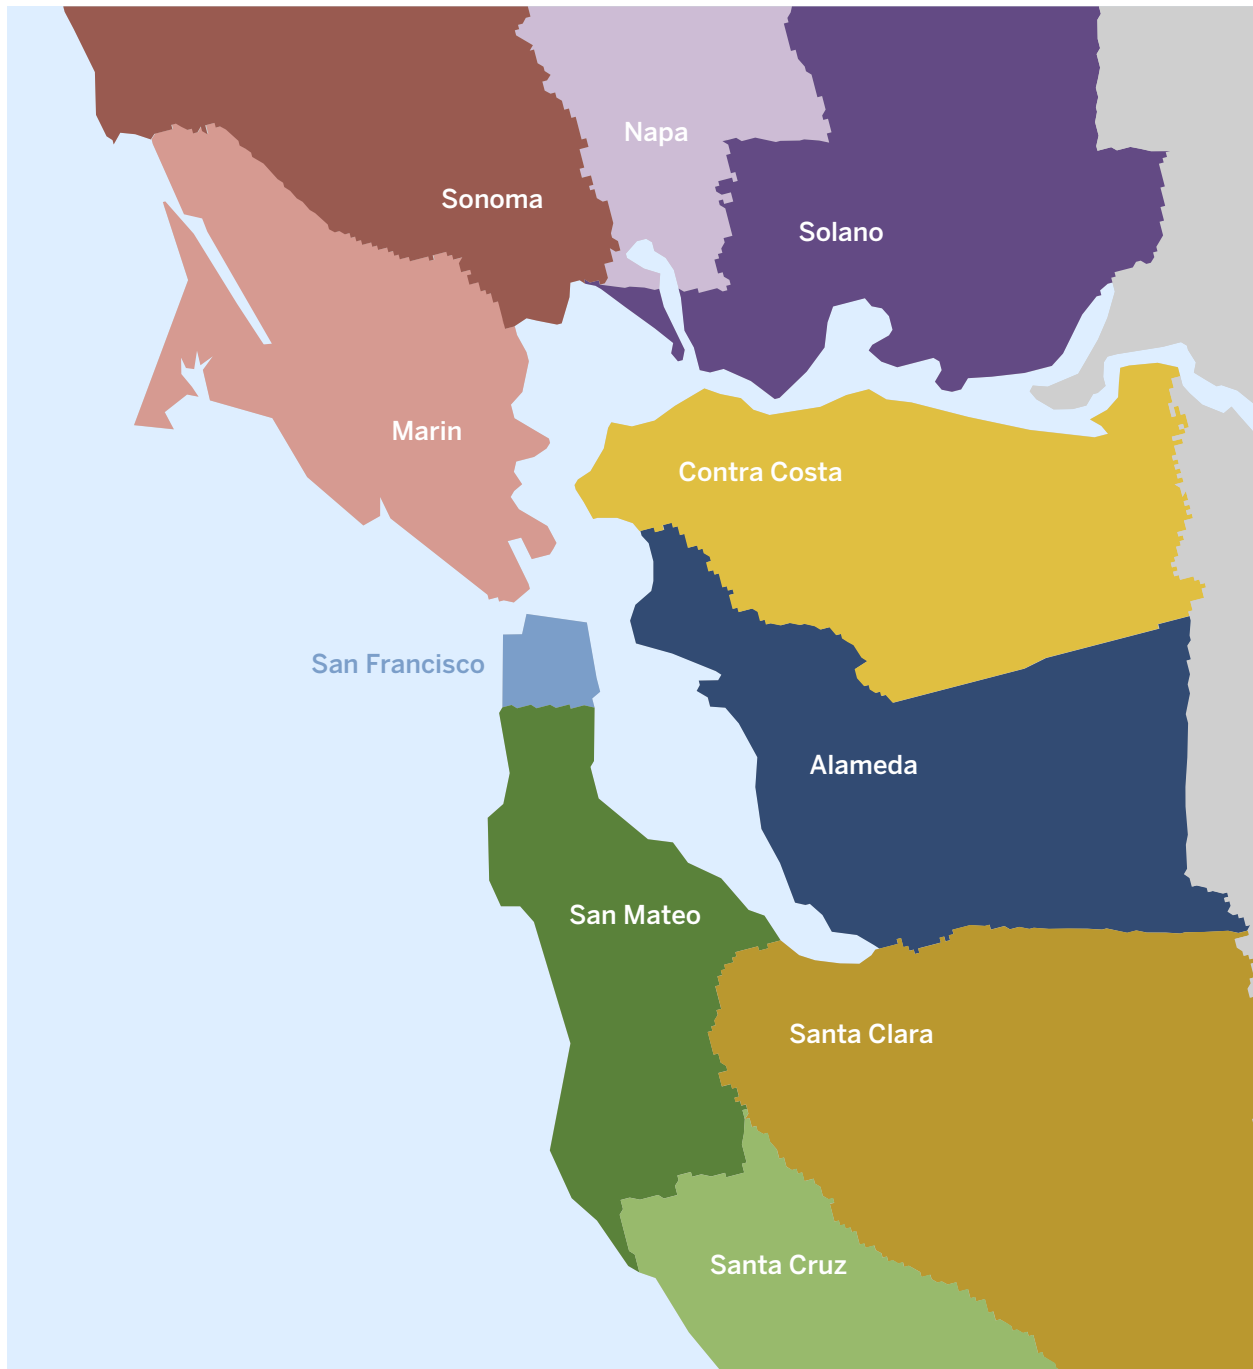 Napa
Sonoma
Solano
Marin
Contra Costa
San Francisco
Alameda
San Mateo
Santa Clara
Santa Cruz